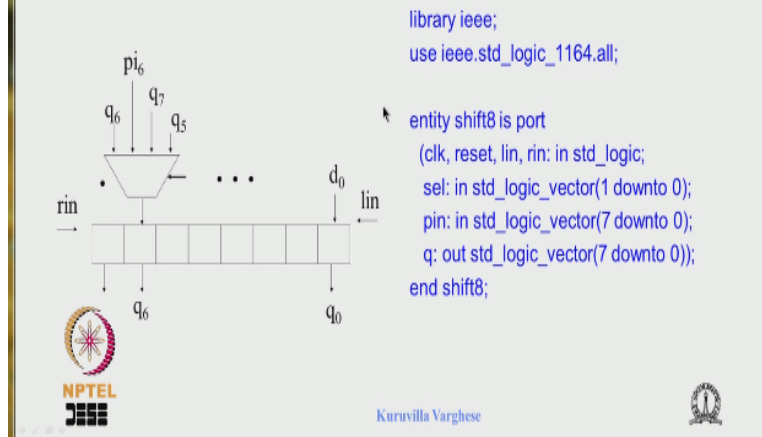 pi6
q6
q7
q5
d0
rin
lin
q6
q0
library ieee;
use ieee.std_logic_1164.all;
entity shift8 is port
(clk, reset, lin, rin: in std_logic;
sel: in std_logic_vector(1 downto 0);
pin: in std_logic_vector(7 downto 0);
q: out std_logic_vector(7 downto 0));
end shift8;
NPTEL
DESE
Kuruvilla Varghese